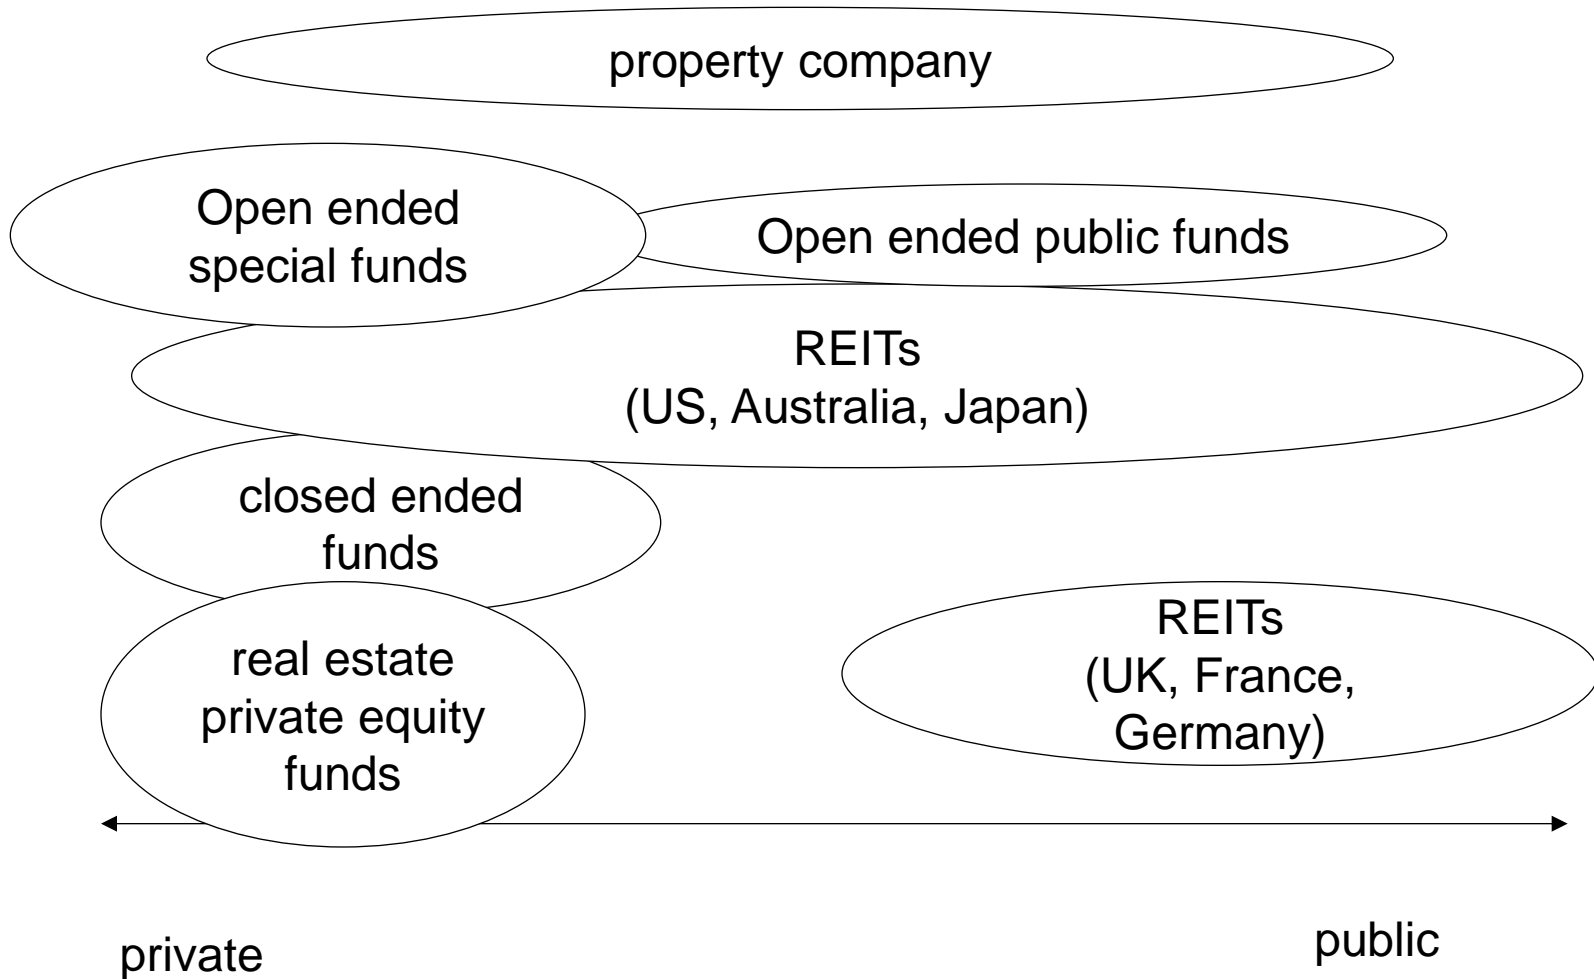 property company
Open ended
special funds
Open ended public funds
REITs
(US, Australia, Japan)
closed ended
funds
real estate
private equity
funds
REITs
(UK, France,
Germany)
private
public